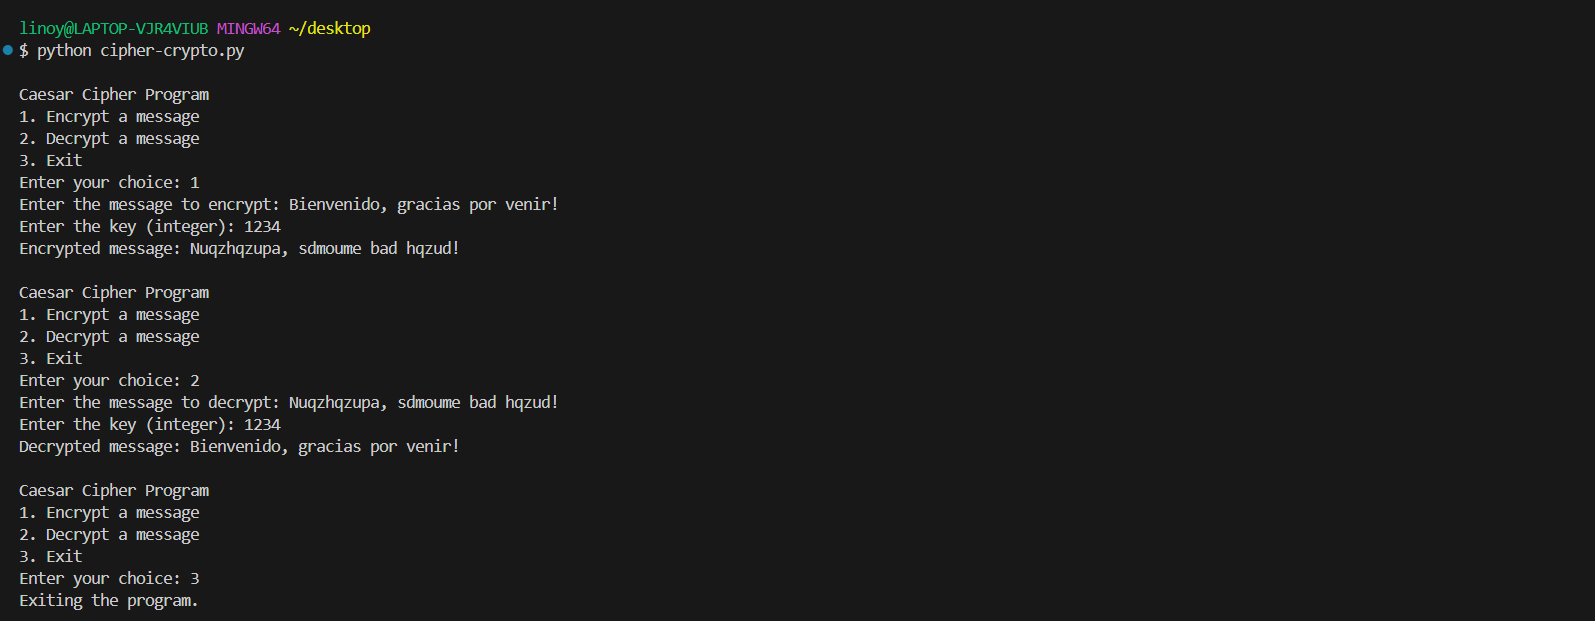 linoy@LAPTOP-VJR4VIUB MINGW64 ~/desktop
$ python cipher-crypto.py
Caesar Cipher Program
1. Encrypt a message
2. Decrypt a message
3. Exit
Enter your choice: 1
Enter the message to encrypt: Bienvenido, gracias por venir!
Enter the key (integer): 1234
Encrypted message: Nuqzhqzupa, sdmoume bad hqzud!
Caesar Cipher Program
1. Encrypt a message
2. Decrypt a message
3. Exit
Enter your choice: 2
Enter the message to decrypt: Nuqzhqzupa, sdmoume bad hqzud!
Enter the key (integer): 1234
Decrypted message: Bienvenido, gracias por venir!
Caesar Cipher Program
1. Encrypt a message
2. Decrypt a message
3. Exit
Enter your choice: 3
Exiting the program.